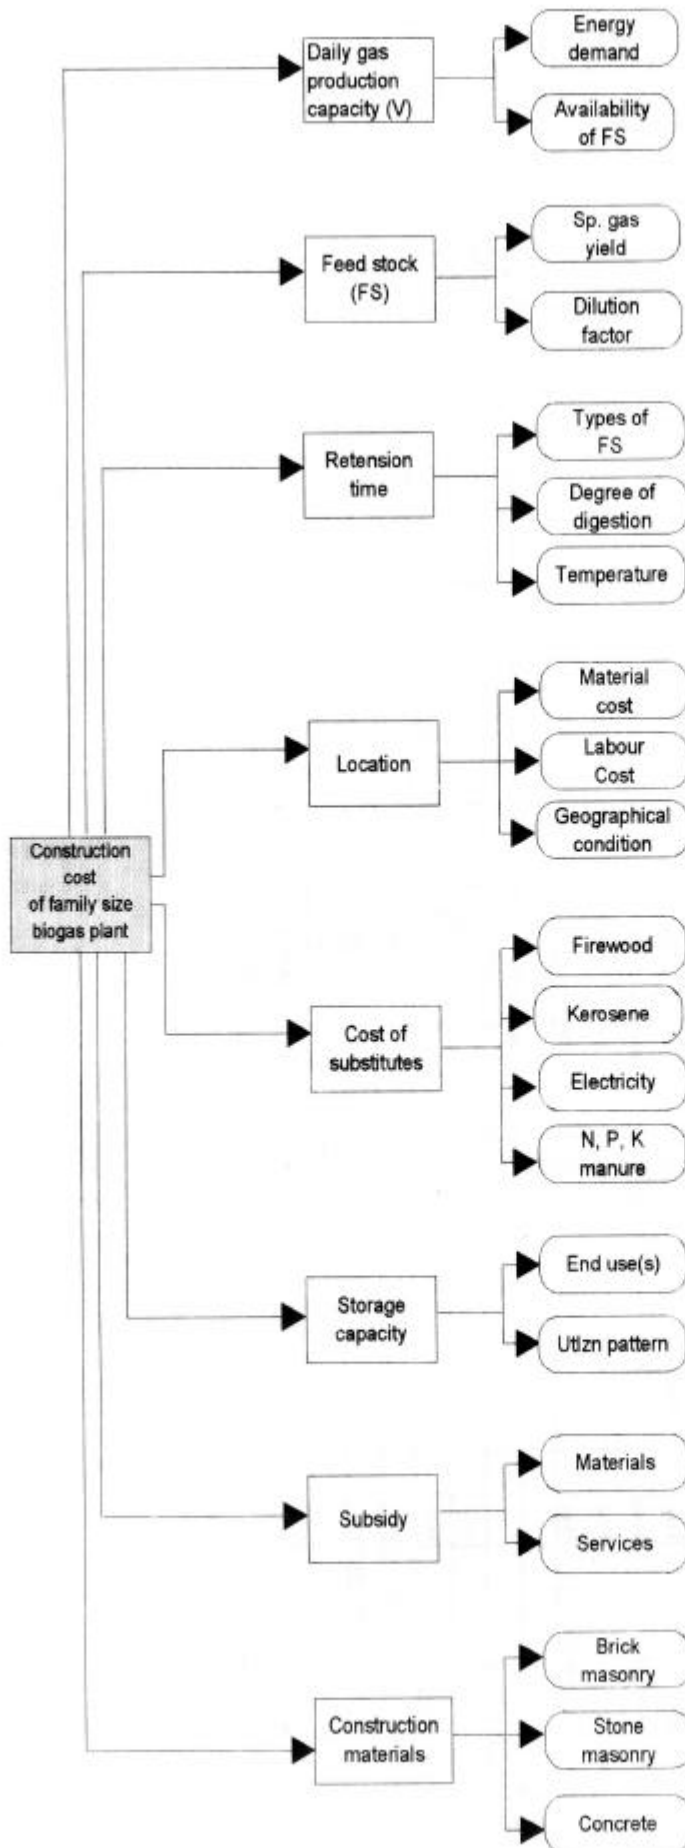 Daily gas
production
capacity (V)
Energy
demand
Availability
of FS
Feed stock
(FS)
Sp. gas
yield
Dilution
factor
Retension
time
Types of
FS
Degree of
digestion
Temperature
Location
Material
cost
Labour
Cost
Geographical
condition
Construction
cost
of family size
biogas plant
Cost of
substitutes
Firewood
Kerosene
Electricity
N, P, K
manure
Storage
capacity
End use(s)
Utlzn pattern
Subsidy
Materials
Services
Construction
materials
Brick
masonry
Stone
masonry
Concrete